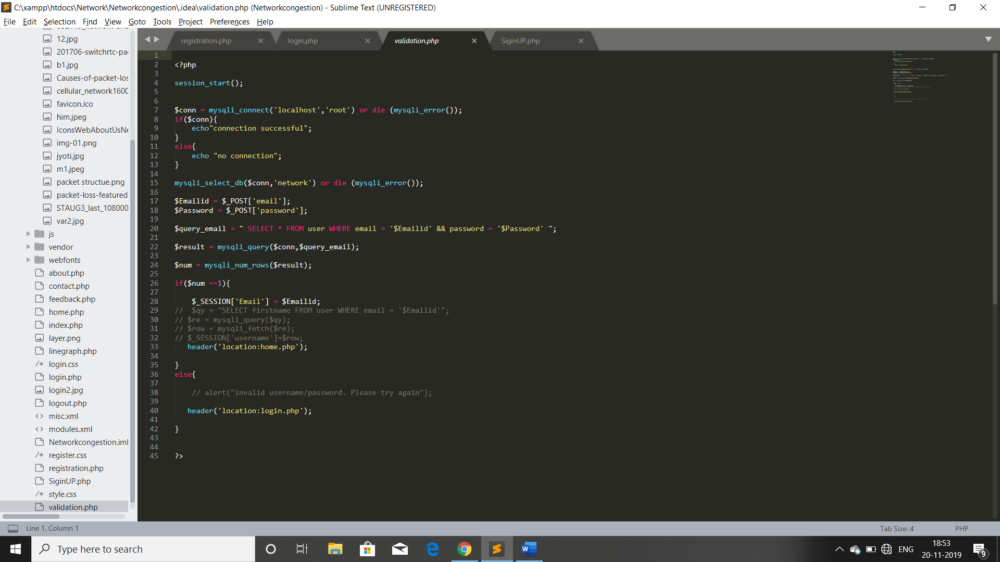 C:\xampp\htdocs\Network\Networkcongestion\.idea\validation.php (Networkcongestion) - Sublime Text (UNREGISTERED)
File Edit Selection Find View Goto Tools Project Preferences Help
12.jpg
201706-switchrtc-pa
b1.jpg
Causes-of-packet-los
cellular_network1600
favicon.ico
him.jpeg
IconsWebAboutUsNe
img-01.png
jyoti.jpg
m1.jpeg
packet structue.png
packet-loss-featured
STAUG3_last_108000
var2.jpg
js
vendor
webfonts
about.php
contact.php
feedback.php
home.php
index.php
layer.png
linegraph.php
/* login.css
login.php
login2.jpg
logout.php
<> misc.xml
<> modules.xml
Networkcongestion.iml
/* register.css
registration.php
SiginUP.php
/* style.css
validation.php
registration.php × login.php × validation.php × SiginUP.php ×
1
2 <?php
3
4 session_start();
5
6
7 $conn = mysqli_connect('localhost','root') or die (mysqli_error());
8 if($conn){
9     echo"connection successful";
10 }
11 else{
12     echo "no connection";
13 }
14
15 mysqli_select_db($conn,'network') or die (mysqli_error());
16
17 $Emailid = $_POST['email'];
18 $Password = $_POST['password'];
19
20 $query_email = " SELECT * FROM user WHERE email = '$Emailid' && password = '$Password' ";
21
22 $result = mysqli_query($conn,$query_email);
23
24 $num = mysqli_num_rows($result);
25
26 if($num ==1){
27
28     $_SESSION['Email'] = $Emailid;
29 //  $qy = "SELECT firstname FROM user WHERE email = '$Emailid'";
30 // $re = mysqli_query($qy);
31 // $row = mysqli_fetch($re);
32 // $_SESSION['username']=$row;
33    header('location:home.php');
34
35 }
36 else{
37
38     // alert("invalid username/password. Please try again");
39
40    header('location:login.php');
41
42 }
43
44
45 ?>
Line 1, Column 1 Tab Size: 4 PHP
Type here to search
ENG
18:53
20-11-2019
9